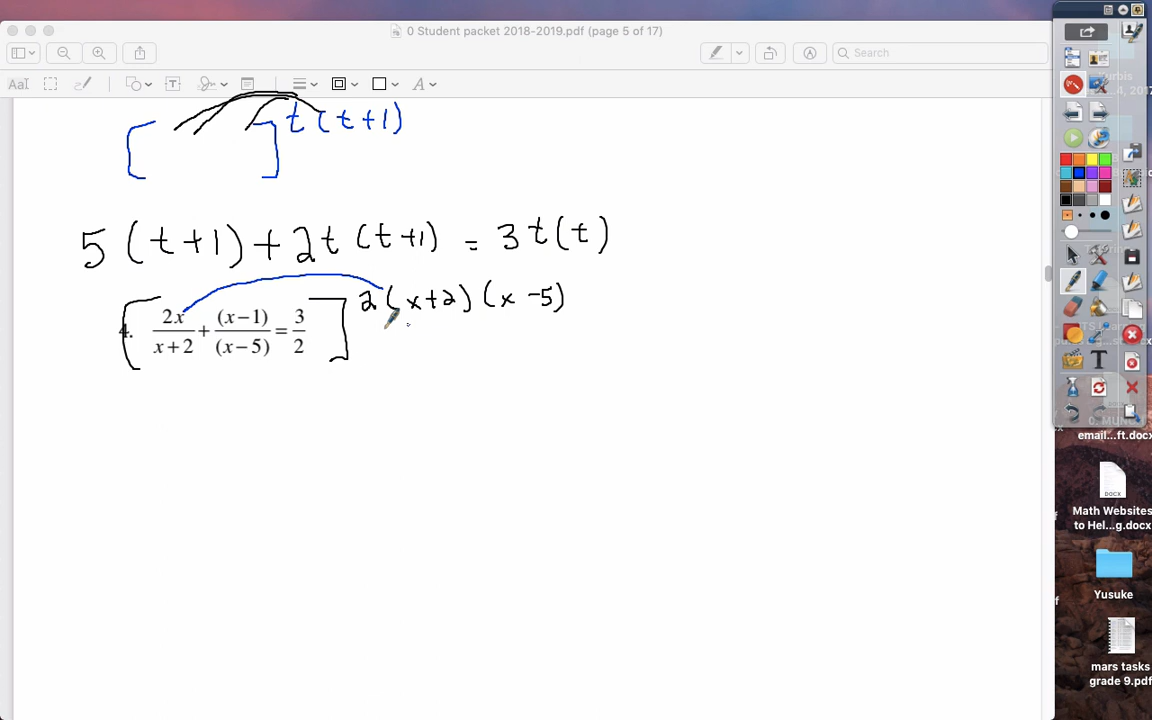 0 Student packet 2018-2019.pdf (page 5 of 17)
Search
AaI
T
A
t(t+1)
5 (t+1) + 2t (t+1) = 3t(t)
4. [2x/(x+2) + (x−1)/(x−5) = 3/2] 2(x+2)(x-5)
T
email...ft.docx
DOCX
Math Websites
to Hel...g.docx
Yusuke
mars tasks
grade 9.pdf